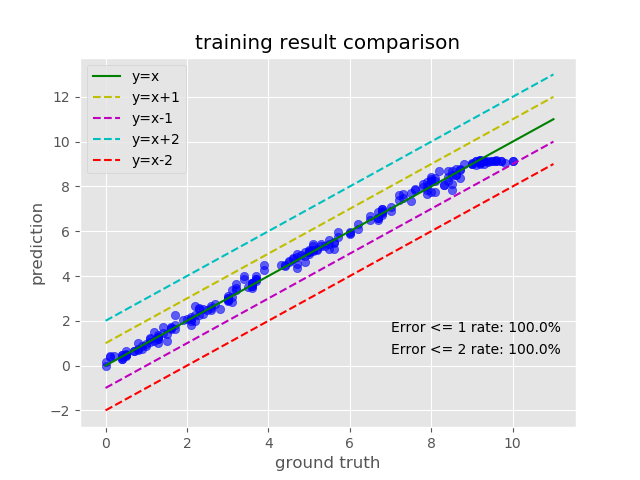 training result comparison
y=x
y=x+1
y=x-1
y=x+2
y=x-2
12
10
8
6
4
2
0
−2
prediction
Error <= 1 rate: 100.0%
Error <= 2 rate: 100.0%
0 2 4 6 8 10
ground truth